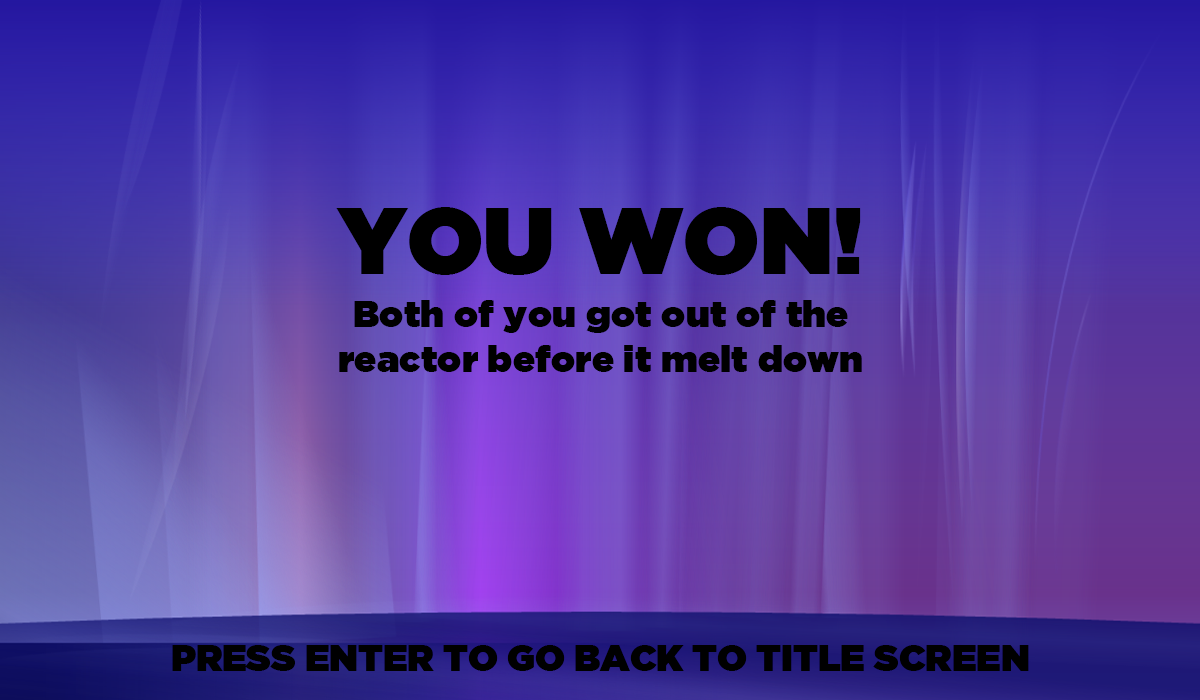 YOU WON!
Both of you got out of the
reactor before it melt down
PRESS ENTER TO GO BACK TO TITLE SCREEN